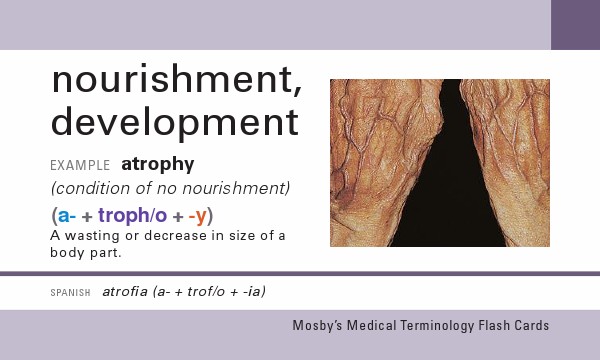 nourishment,
development
EXAMPLE atrophy
(condition of no nourishment)
(a- + troph/o + -y)
A wasting or decrease in size of a
body part.
SPANISH atrofia (a- + trof/o + -ia)
Mosby's Medical Terminology Flash Cards